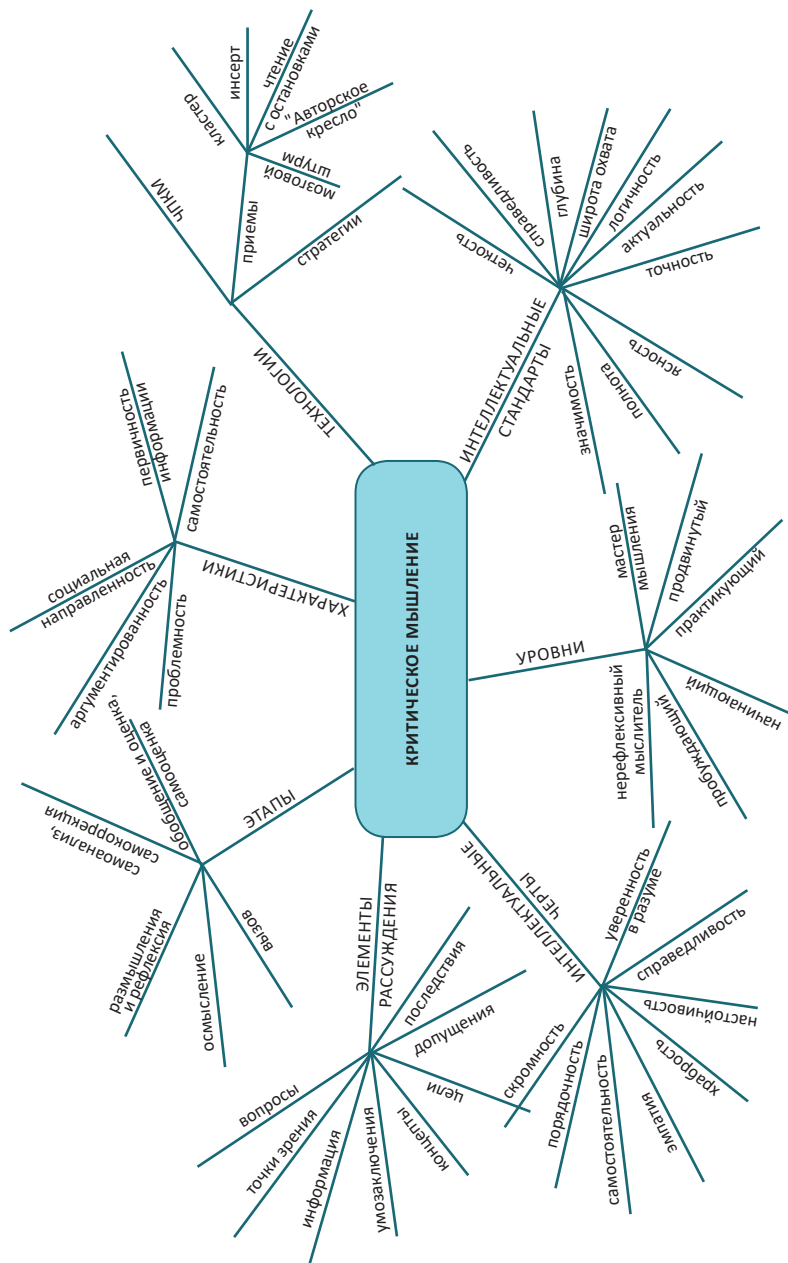 КРИТИЧЕСКОЕ МЫШЛЕНИЕ
ТЕХНОЛОГИИ
ЧПКМ
приемы
кластер
инсерт
чтение
с остановками
"Авторское
кресло"
мозговой
штурм
стратегии
ИНТЕЛЛЕКТУАЛЬНЫЕ
СТАНДАРТЫ
четкость
справедливость
глубина
широта охвата
логичность
актуальность
точность
ясность
полнота
значимость
УРОВНИ
мастер
мышления
продвинутый
практикующий
начинающий
пробуждающий
нерефлексивный
мыслитель
ИНТЕЛЛЕКТУАЛЬНЫЕ
ЧЕРТЫ
уверенность
в разуме
справедливость
настойчивость
храбрость
эмпатия
самостоятельность
порядочность
скромность
ЭЛЕМЕНТЫ
РАССУЖДЕНИЯ
последствия
допущения
цели
концепты
умозаключения
информация
точки зрения
вопросы
ЭТАПЫ
вызов
осмысление
размышления
и рефлексия
самоанализ,
самокоррекция
обобщение и оценка,
самооценка
ХАРАКТЕРИСТИКИ
проблемность
аргументированность
социальная
направленность
первичность
информации
самостоятельность